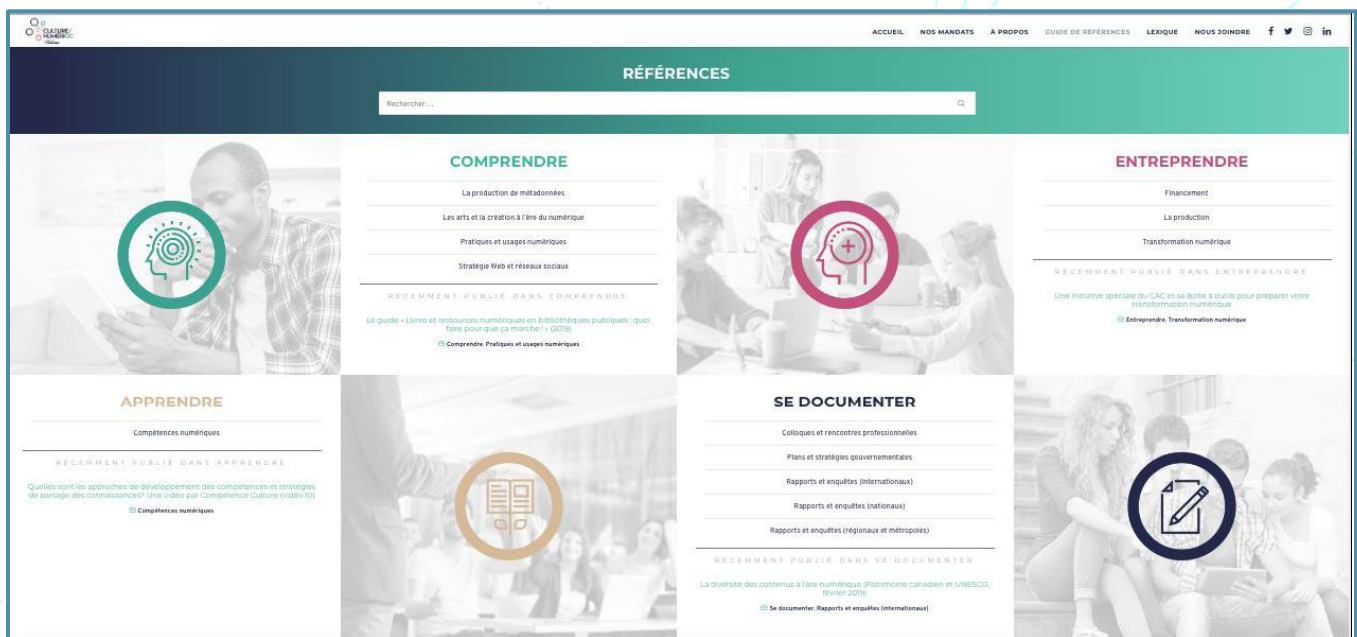 CULTURE/
NUMÉRIQC
ACCUEIL NOS MANDATS À PROPOS GUIDE DE RÉFÉRENCES LEXIQUE NOUS JOINDRE
RÉFÉRENCES
Rechercher...
COMPRENDRE
La production de métadonnées
Les arts et la création à l'ère du numérique
Pratiques et usages numériques
Stratégie Web et réseaux sociaux
RÉCEMMENT PUBLIÉ DANS COMPRENDRE
Le guide « Livres et ressources numériques en bibliothèques publiques : quoi
faire pour que ça marche ! » (2019)
Comprendre, Pratiques et usages numériques
ENTREPRENDRE
Financement
La production
Transformation numérique
RÉCEMMENT PUBLIÉ DANS ENTREPRENDRE
Une initiative spéciale du CAC et sa Boîte à outils pour préparer votre
transformation numérique
Entreprendre, Transformation numérique
APPRENDRE
Compétences numériques
RÉCEMMENT PUBLIÉ DANS APPRENDRE
Quelles sont les approches de développement des compétences et stratégies
de partage des connaissances? Une vidéo par Compétence Culture (vidéo 10)
Compétences numériques
SE DOCUMENTER
Colloques et rencontres professionnelles
Plans et stratégies gouvernementales
Rapports et enquêtes (internationaux)
Rapports et enquêtes (nationaux)
Rapports et enquêtes (régionaux et métropoles)
RÉCEMMENT PUBLIÉ DANS SE DOCUMENTER
La diversité des contenus à l'ère numérique (Patrimoine canadien et UNESCO,
février 2019)
Se documenter, Rapports et enquêtes (internationaux)